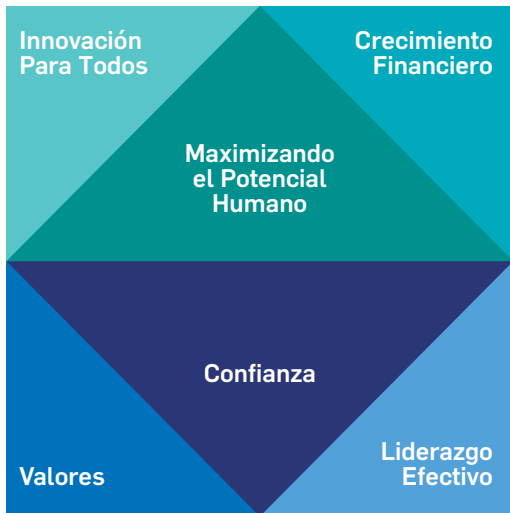 Innovación
Para Todos
Crecimiento
Financiero
Maximizando
el Potencial
Humano
Confianza
Valores
Liderazgo
Efectivo